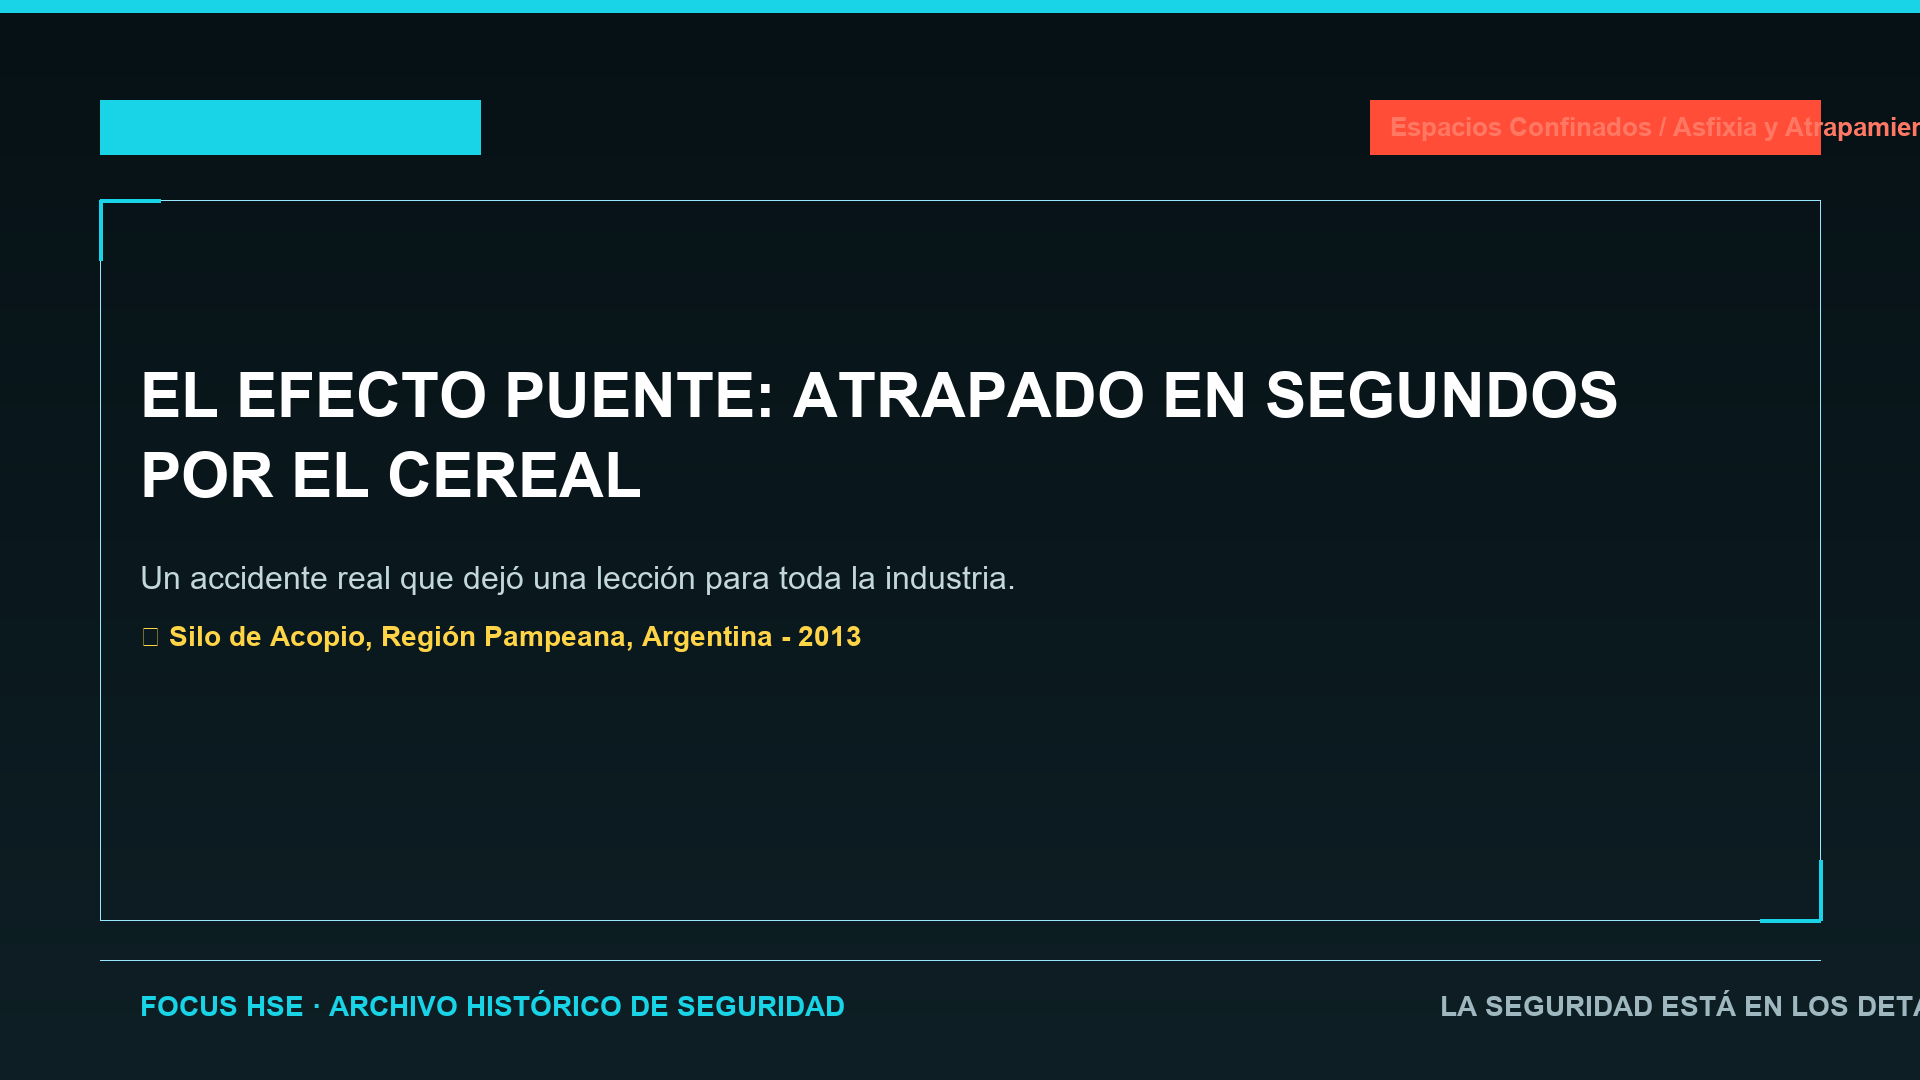 Espacios Confinados / Asfixia y Atrapamier
EL EFECTO PUENTE: ATRAPADO EN SEGUNDOS
POR EL CEREAL
Un accidente real que dejó una lección para toda la industria.
Silo de Acopio, Región Pampeana, Argentina - 2013
FOCUS HSE · ARCHIVO HISTÓRICO DE SEGURIDAD
LA SEGURIDAD ESTÁ EN LOS DETA